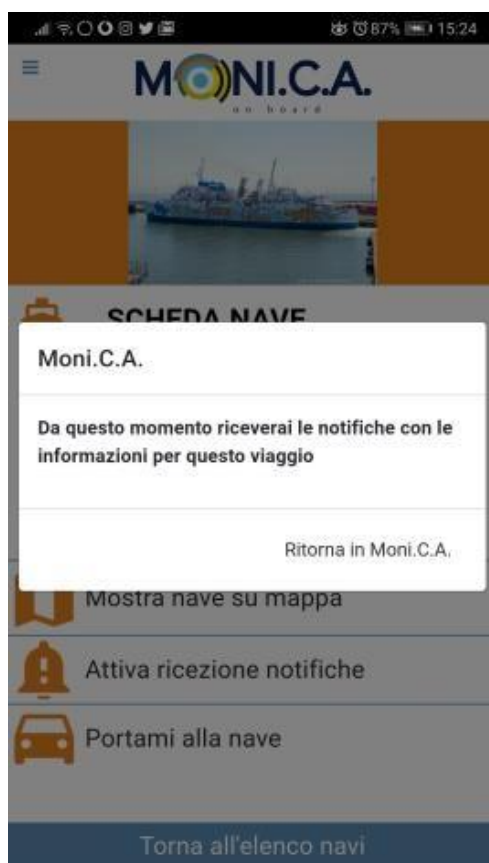 87% 15:24
MONI.C.A.
on board
SCHEDA NAVE
Moni.C.A.
Da questo momento riceverai le notifiche con le
informazioni per questo viaggio
Ritorna in Moni.C.A.
Mostra nave su mappa
Attiva ricezione notifiche
Portami alla nave
Torna all'elenco navi